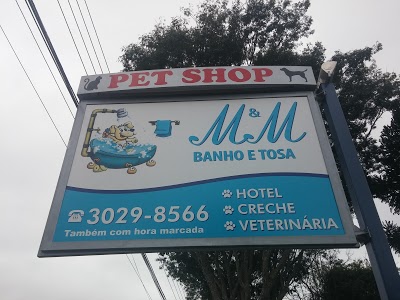 PET SHOP
M&M
BANHO E TOSA
HOTEL
CRECHE
VETERINÁRIA
☎3029-8566
Também com hora marcada